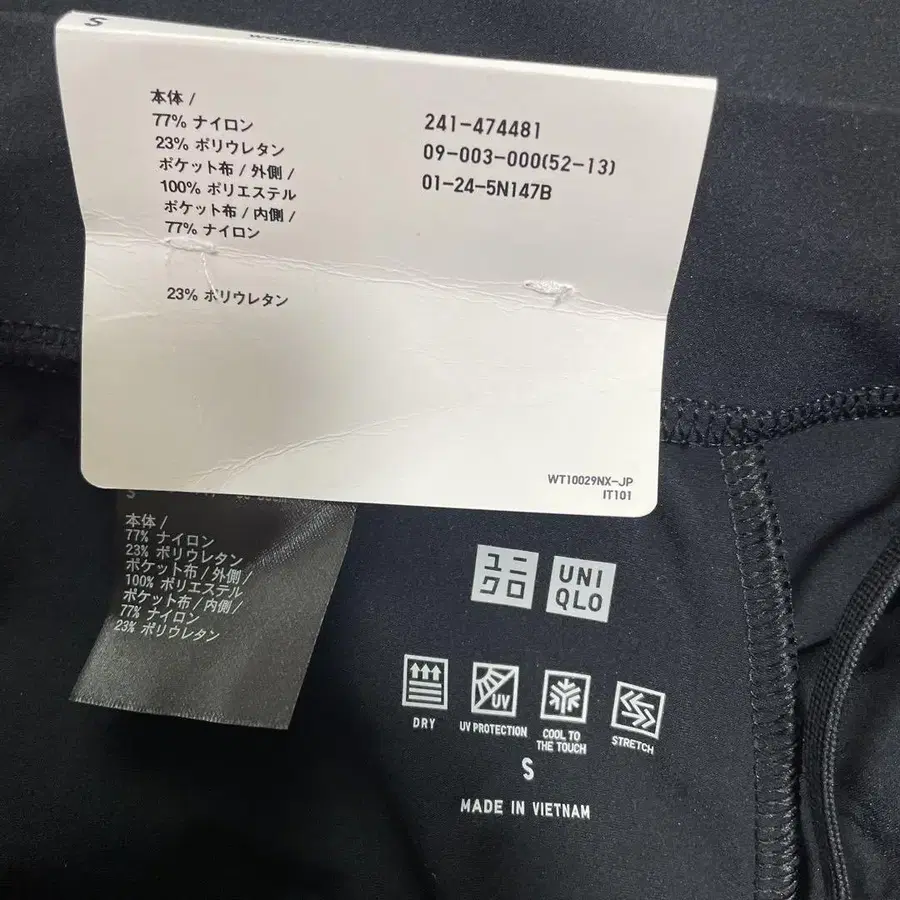 S
WOMEN
本体 /
77% ナイロン
23% ポリウレタン
ポケット布 / 外側 /
100% ポリエステル
ポケット布 / 内側 /
77% ナイロン
23% ポリウレタン
241-474481
09-003-000(52-13)
01-24-5N147B
WT10029NX-JP
IT101
S
本体 /
77% ナイロン
23% ポリウレタン
ポケット布 / 外側 /
100% ポリエステル
ポケット布 / 内側 /
77% ナイロン
23% ポリウレタン
ユニ
クロ
UNI
QLO
DRY
UV
UV PROTECTION
COOL TO
THE TOUCH
STRETCH
S
MADE IN VIETNAM